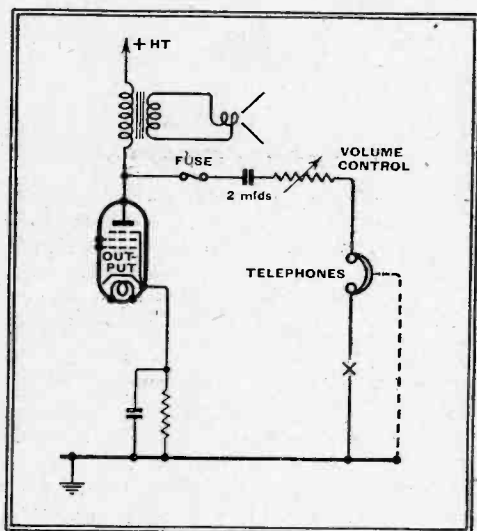 + HT
FUSE
VOLUME
CONTROL
2 mfds
OUT-
PUT
TELEPHONES